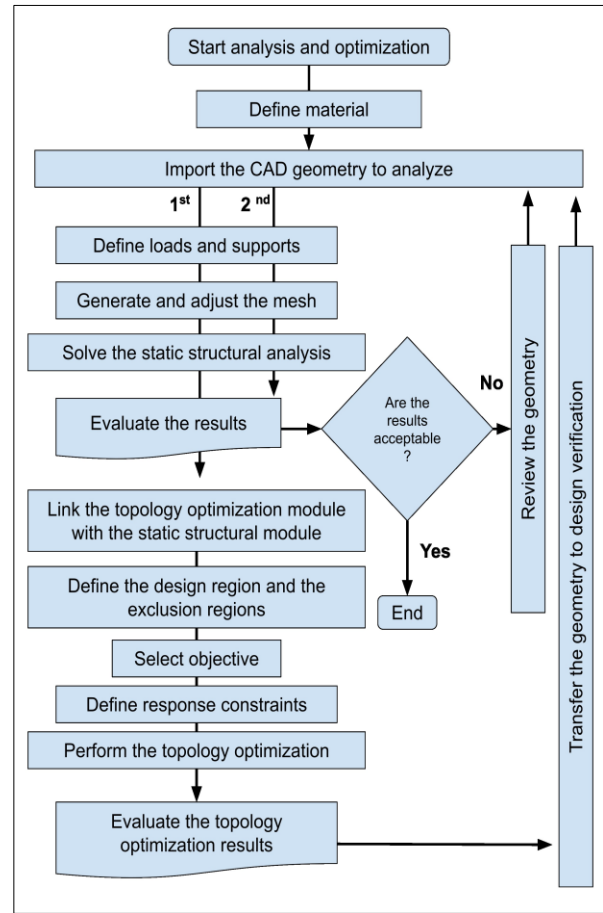 Start analysis and optimization
Define material
Import the CAD geometry to analyze
1st 2 nd
Define loads and supports
Generate and adjust the mesh
Solve the static structural analysis
Evaluate the results
Are the
results
acceptable
?
No
Yes
End
Review the geometry
Transfer the geometry to design verification
Link the topology optimization module
with the static structural module
Define the design region and the
exclusion regions
Select objective
Define response constraints
Perform the topology optimization
Evaluate the topology
optimization results